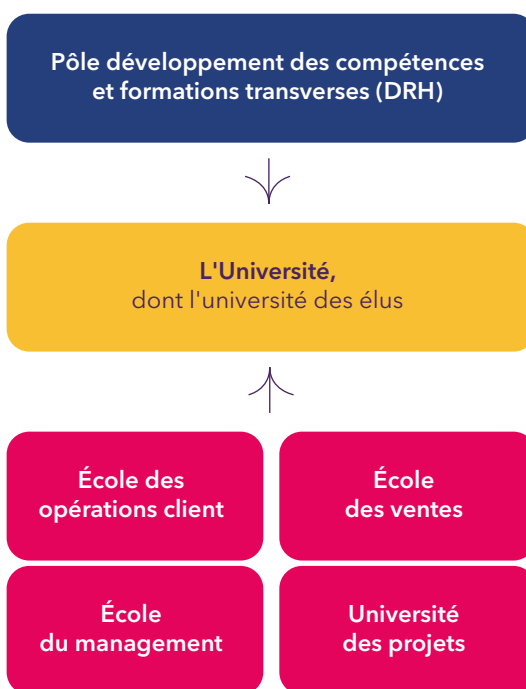 Pôle développement des compétences
et formations transverses (DRH)
L'Université,
dont l'université des élus
École des
opérations client
École
des ventes
École
du management
Université
des projets